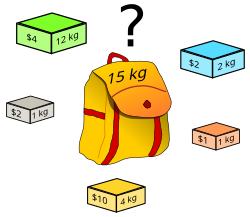 ?
$4 12 kg
15 kg
$2 2 kg
$2 1 kg
$1 1 kg
$10 4 kg